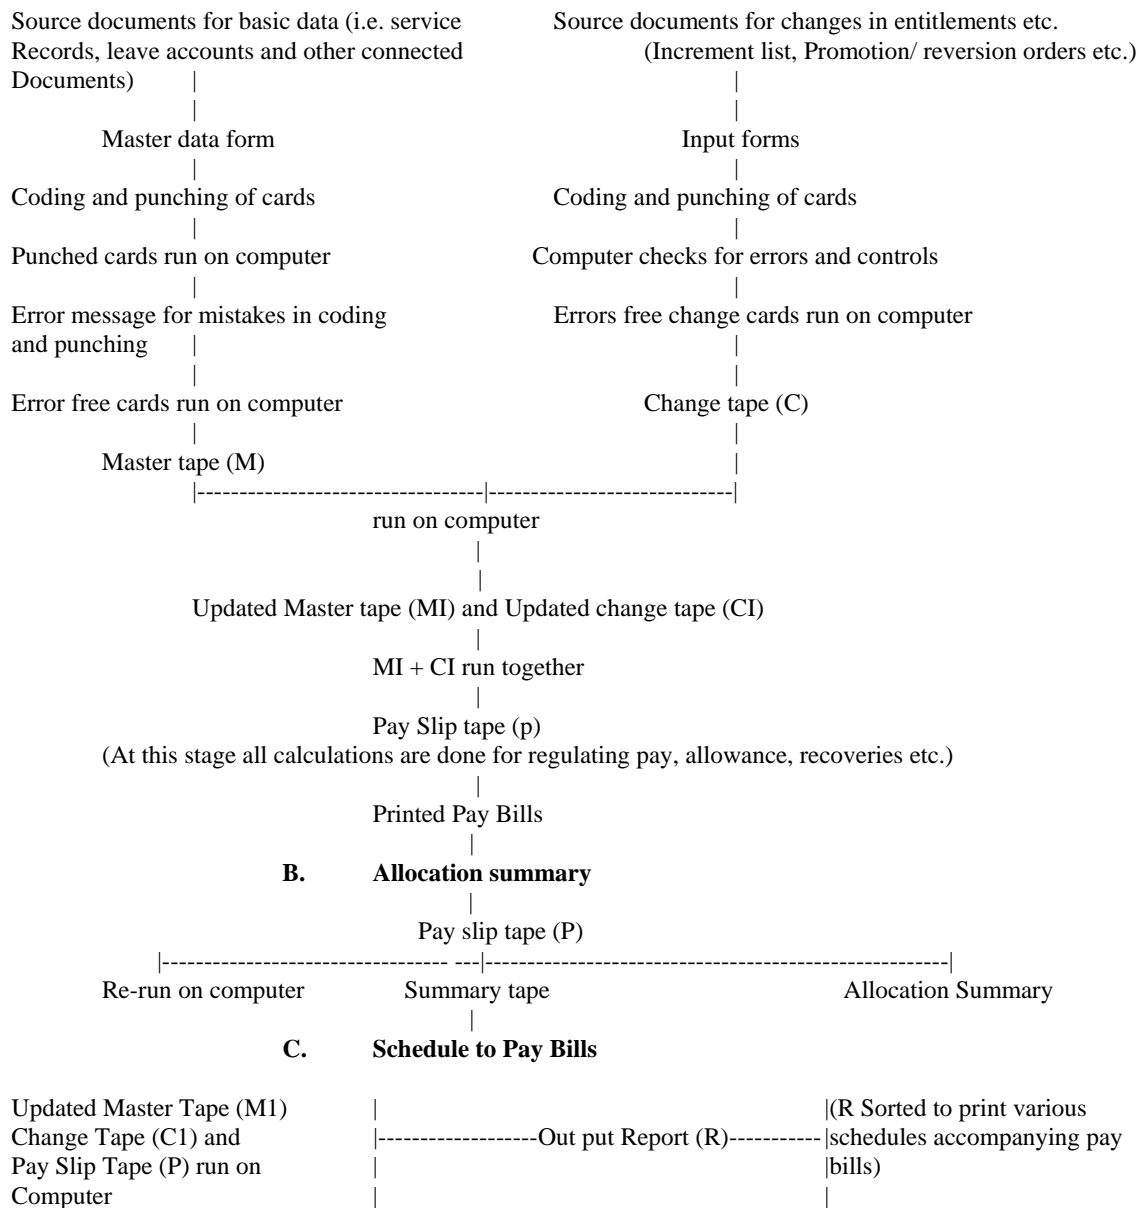 Source documents for basic data (i.e. service Source documents for changes in entitlements etc.
Records, leave accounts and other connected (Increment list, Promotion/ reversion orders etc.)
Documents) | |
| |
Master data form Input forms
| |
Coding and punching of cards Coding and punching of cards
| |
Punched cards run on computer Computer checks for errors and controls
| |
Error message for mistakes in coding Errors free change cards run on computer
and punching | |
| |
Error free cards run on computer Change tape (C)
| |
Master tape (M) |
|----------------------------------|-----------------------------|
run on computer
|
|
Updated Master tape (MI) and Updated change tape (CI)
|
MI + CI run together
|
Pay Slip tape (p)
(At this stage all calculations are done for regulating pay, allowance, recoveries etc.)
|
Printed Pay Bills
|
B. Allocation summary
|
Pay slip tape (P)
|---------------------------------- ---|-------------------------------------------------------|
Re-run on computer Summary tape Allocation Summary
|
C. Schedule to Pay Bills
Updated Master Tape (M1) | |(R Sorted to print various
Change Tape (C1) and |-------------------Out put Report (R)----------- |schedules accompanying pay
Pay Slip Tape (P) run on | |bills)
Computer | |